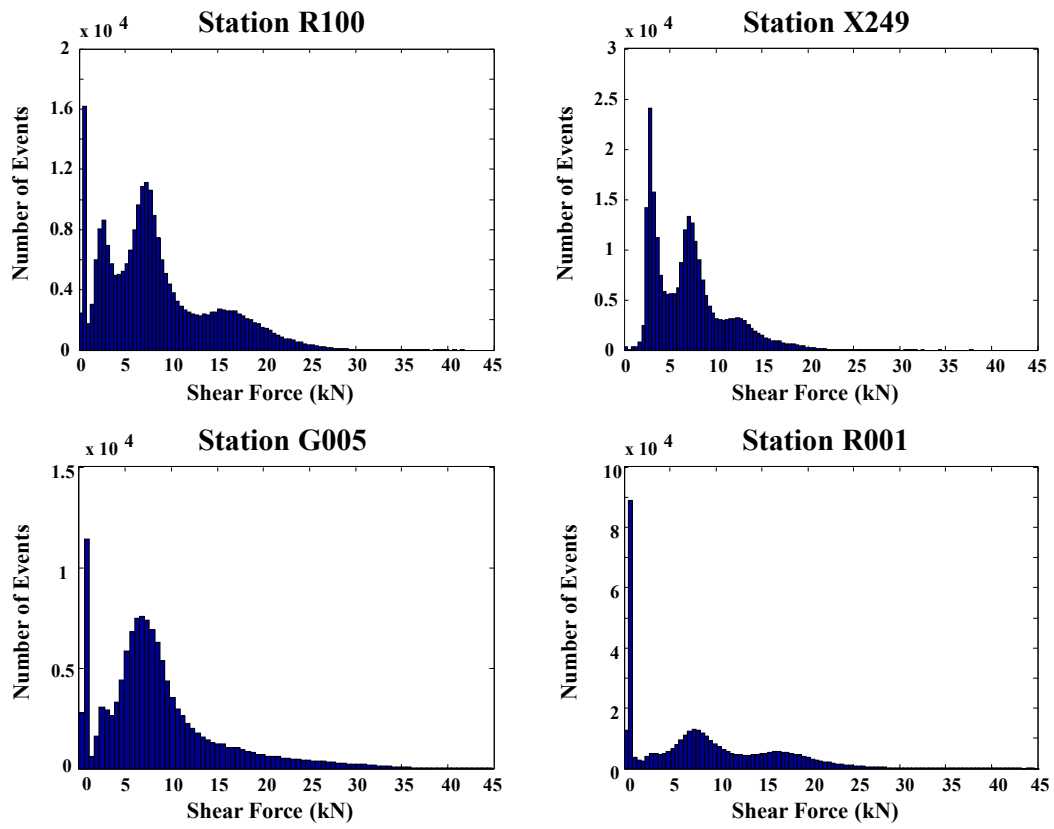 Station R100
x 10 4
2
1.6
1.2
0.8
0.4
0
Number of Events
0 5 10 15 20 25 30 35 40 45
Shear Force (kN)
Station X249
x 10 4
3
2.5
2
1.5
1
0.5
0
Number of Events
0 5 10 15 20 25 30 35 40 45
Shear Force (kN)
Station G005
x 10 4
1.5
1
0.5
0
Number of Events
0 5 10 15 20 25 30 35 40 45
Shear Force (kN)
Station R001
x 10 4
10
8
6
4
2
0
Number of Events
0 5 10 15 20 25 30 35 40 45
Shear Force (kN)